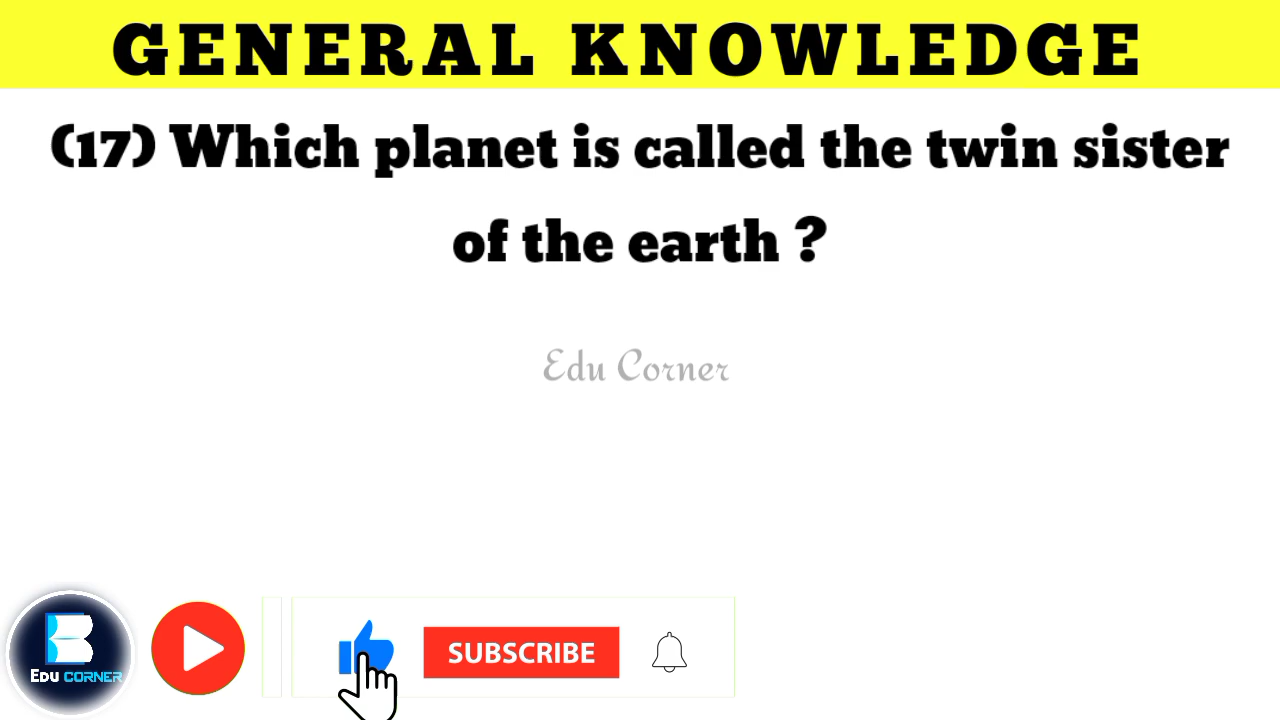 GENERAL KNOWLEDGE
(17) Which planet is called the twin sister
of the earth ?
Edu Corner
EDU CORNER
SUBSCRIBE